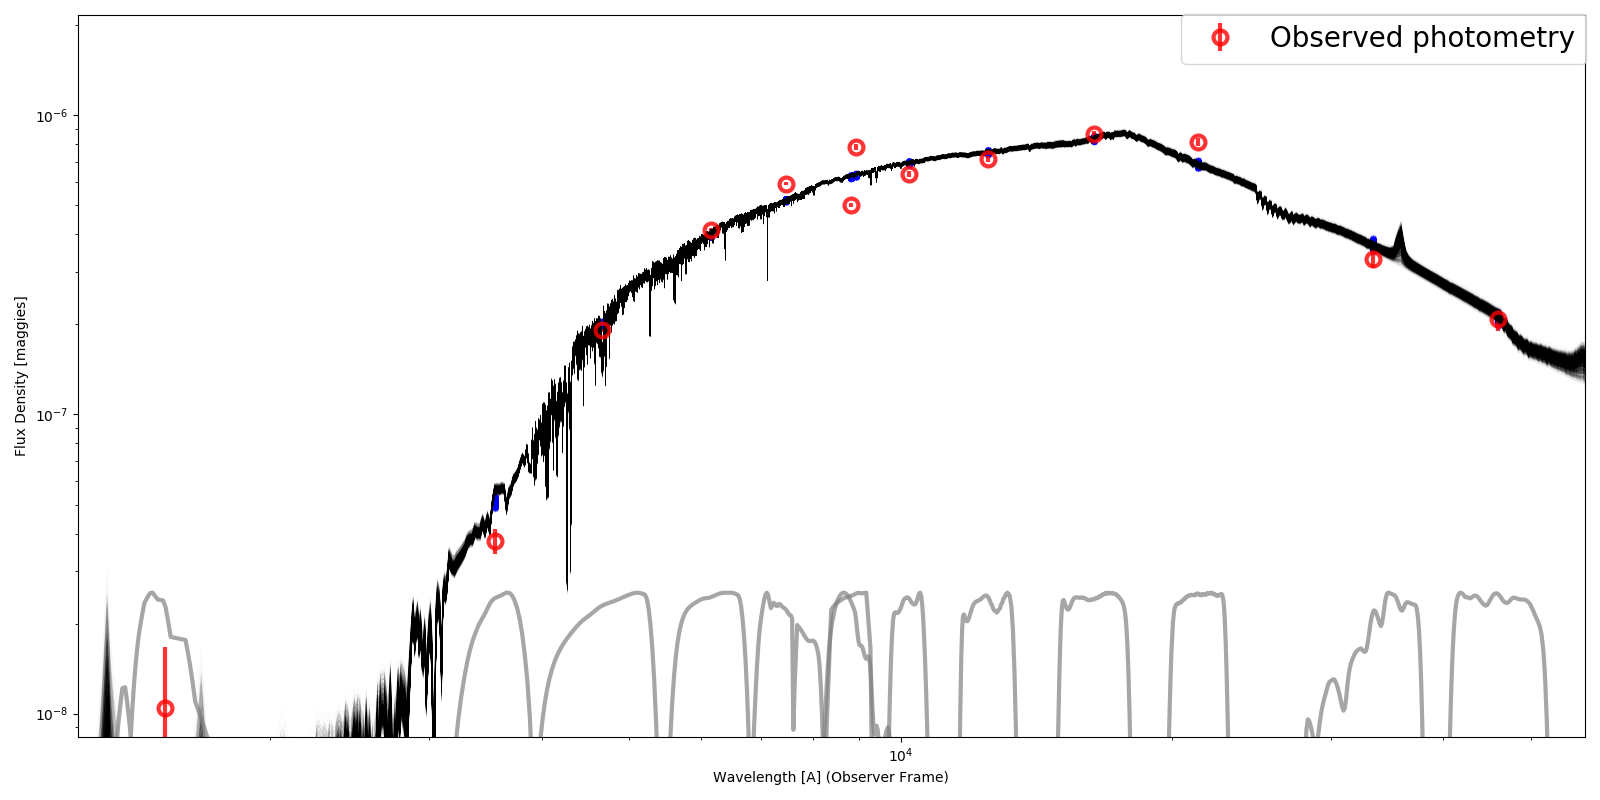 Observed photometry
10⁻⁶
10⁻⁷
10⁻⁸
Flux Density [maggies]
10⁴
Wavelength [A] (Observer Frame)